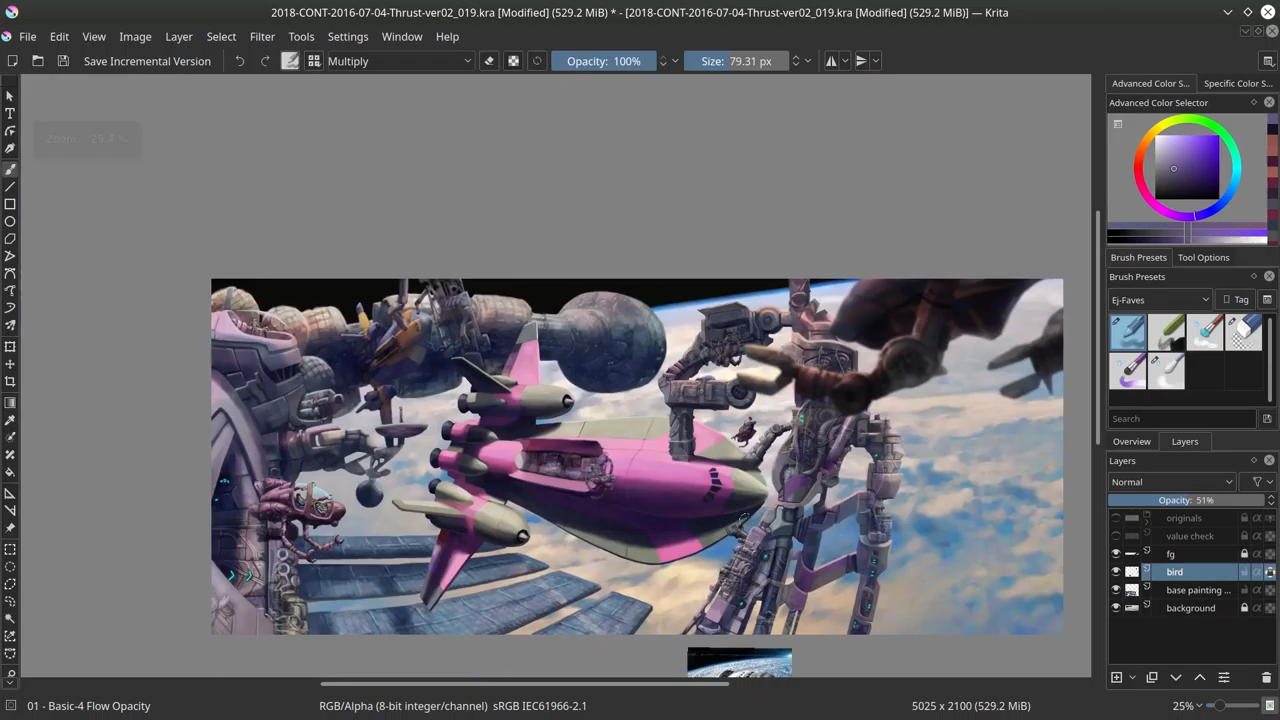 2018-CONT-2016-07-04-Thrust-ver02_019.kra [Modified] (529.2 MiB) * - [2018-CONT-2016-07-04-Thrust-ver02_019.kra [Modified] (529.2 MiB)] — Krita
File Edit View Image Layer Select Filter Tools Settings Window Help
Save Incremental Version Multiply Opacity: 100% Size: 79.31 px
Advanced Color S... Specific Color S...
Advanced Color Selector
Zoom: 25.4 %
Brush Presets Tool Options
Brush Presets
Ej-Faves Tag
Search
Overview Layers
Layers
Normal
Opacity: 51%
originals
value check
fg
bird
base painting ...
background
01 - Basic-4 Flow Opacity RGB/Alpha (8-bit integer/channel) sRGB IEC61966-2.1 5025 x 2100 (529.2 MiB) 25%